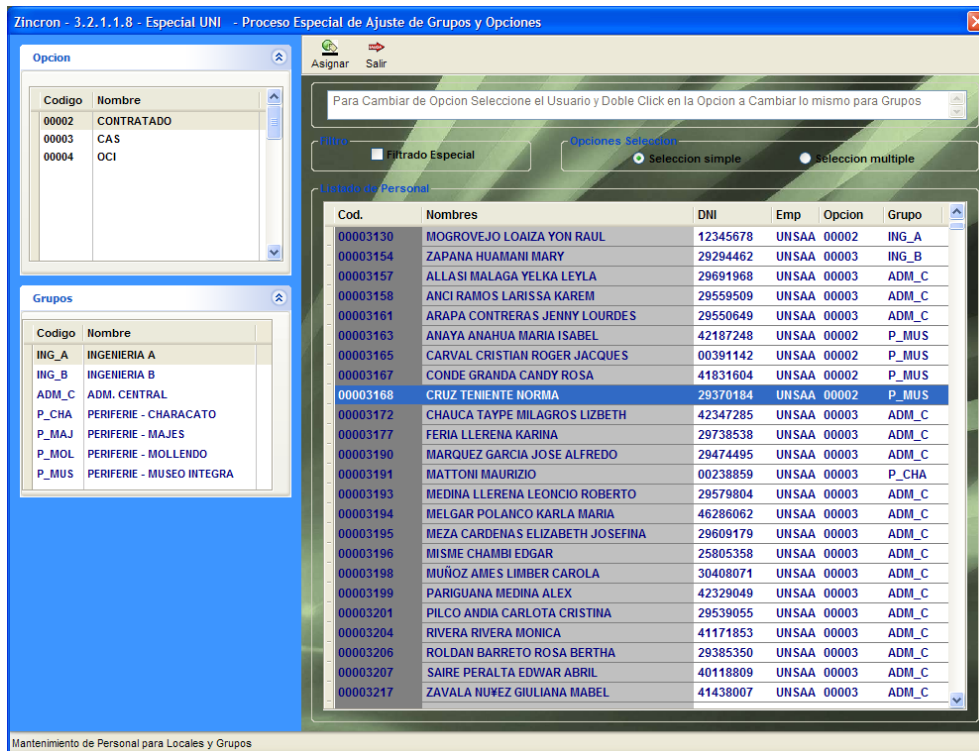 Zincron - 3.2.1.1.8 - Especial UNI - Proceso Especial de Ajuste de Grupos y Opciones
Opcion
Codigo Nombre
00002 CONTRATADO
00003 CAS
00004 OCI
Grupos
Codigo Nombre
ING_A INGENIERIA A
ING_B INGENIERIA B
ADM_C ADM. CENTRAL
P_CHA PERIFERIE - CHARACATO
P_MAJ PERIFERIE - MAJES
P_MOL PERIFERIE - MOLLENDO
P_MUS PERIFERIE - MUSEO INTEGRA
Asignar Salir
Para Cambiar de Opcion Seleccione el Usuario y Doble Click en la Opcion a Cambiar lo mismo para Grupos
Filtro
Filtrado Especial
Opciones Seleccion
Seleccion simple Seleccion multiple
Listado de Personal
Cod. Nombres DNI Emp Opcion Grupo
00003130 MOGROVEJO LOAIZA YON RAUL 12345678 UNSAA 00002 ING_A
00003154 ZAPANA HUAMANI MARY 29294462 UNSAA 00003 ING_B
00003157 ALLASI MALAGA YELKA LEYLA 29691968 UNSAA 00003 ADM_C
00003158 ANCI RAMOS LARISSA KAREM 29559509 UNSAA 00003 ADM_C
00003161 ARAPA CONTRERAS JENNY LOURDES 29550649 UNSAA 00003 ADM_C
00003163 ANAYA ANAHUA MARIA ISABEL 42187248 UNSAA 00002 P_MUS
00003165 CARVAL CRISTIAN ROGER JACQUES 00391142 UNSAA 00002 P_MUS
00003167 CONDE GRANDA CANDY ROSA 41831604 UNSAA 00002 P_MUS
00003168 CRUZ TENIENTE NORMA 29370184 UNSAA 00002 P_MUS
00003172 CHAUCA TAYPE MILAGROS LIZBETH 42347285 UNSAA 00003 ADM_C
00003177 FERIA LLERENA KARINA 29738538 UNSAA 00003 ADM_C
00003190 MARQUEZ GARCIA JOSE ALFREDO 29474495 UNSAA 00003 ADM_C
00003191 MATTONI MAURIZIO 00238859 UNSAA 00003 P_CHA
00003193 MEDINA LLERENA LEONCIO ROBERTO 29579804 UNSAA 00003 ADM_C
00003194 MELGAR POLANCO KARLA MARIA 46286062 UNSAA 00003 ADM_C
00003195 MEZA CARDENAS ELIZABETH JOSEFINA 29609179 UNSAA 00003 ADM_C
00003196 MISME CHAMBI EDGAR 25805358 UNSAA 00003 ADM_C
00003198 MUÑOZ AMES LIMBER CAROLA 30408071 UNSAA 00003 ADM_C
00003199 PARIGUANA MEDINA ALEX 42329049 UNSAA 00003 ADM_C
00003201 PILCO ANDIA CARLOTA CRISTINA 29539055 UNSAA 00003 ADM_C
00003204 RIVERA RIVERA MONICA 41171853 UNSAA 00003 ADM_C
00003206 ROLDAN BARRETO ROSA BERTHA 29385350 UNSAA 00003 ADM_C
00003207 SAIRE PERALTA EDWAR ABRIL 40118809 UNSAA 00003 ADM_C
00003217 ZAVALA NU¥EZ GIULIANA MABEL 41438007 UNSAA 00003 ADM_C
Mantenimiento de Personal para Locales y Grupos